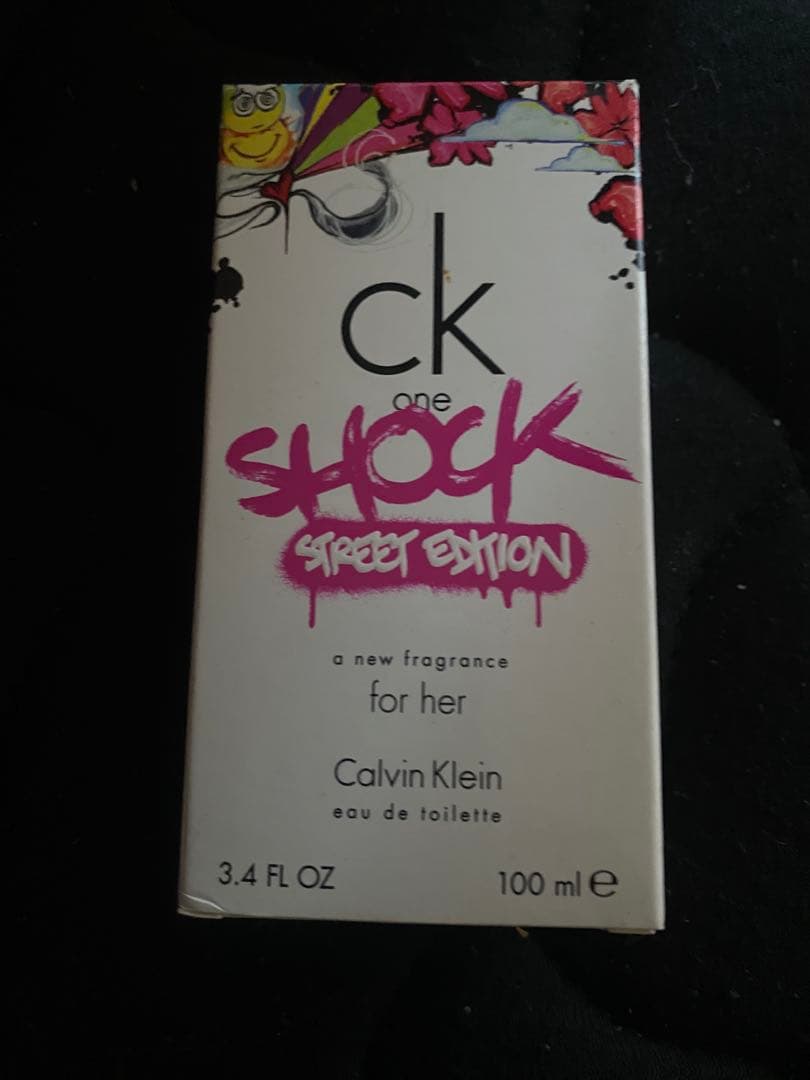 ck
one
SHOCK
STREET EDITION
a new fragrance
for her
Calvin Klein
eau de toilette
3.4 FL OZ 100 ml ℮